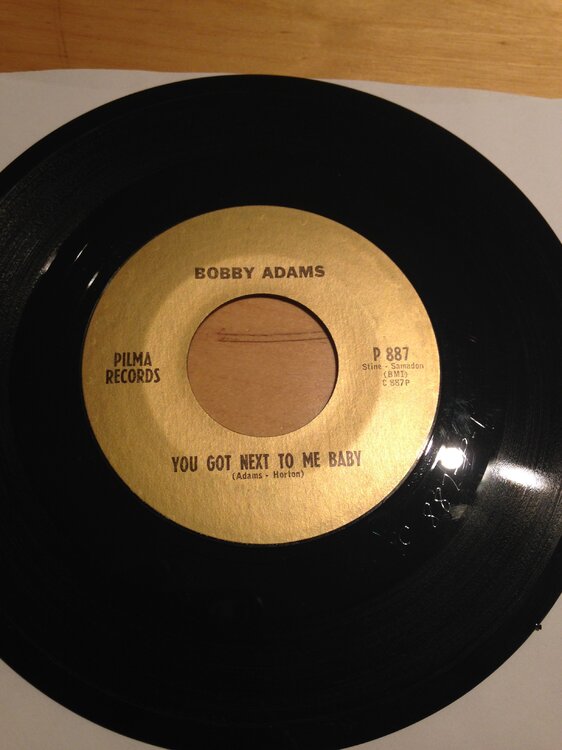 BOBBY ADAMS
PILMA
RECORDS
P 887
Stine - Samadon
(BMI)
C 887P
YOU GOT NEXT TO ME BABY
(Adams - Horton)